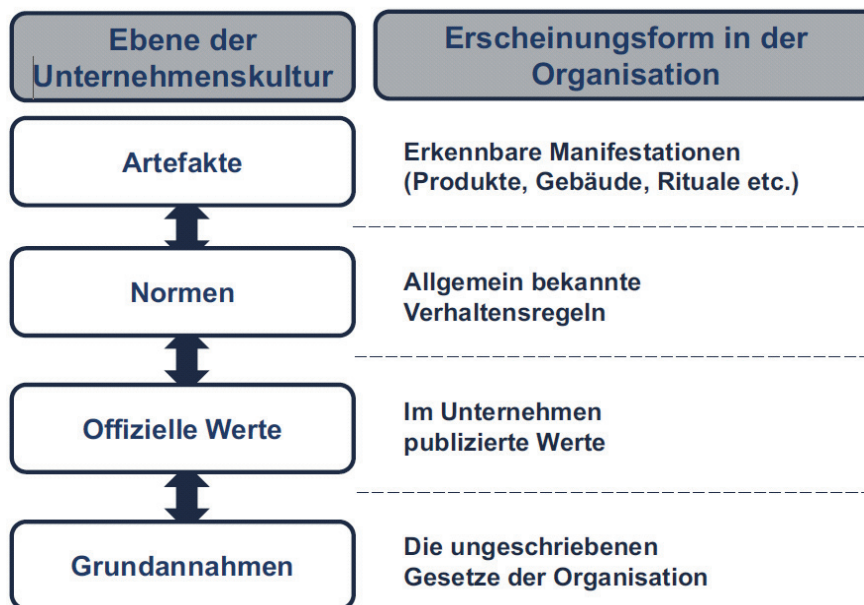 Ebene der
Unternehmenskultur
Erscheinungsform in der
Organisation
Artefakte
Erkennbare Manifestationen
(Produkte, Gebäude, Rituale etc.)
Normen
Allgemein bekannte
Verhaltensregeln
Offizielle Werte
Im Unternehmen
publizierte Werte
Grundannahmen
Die ungeschriebenen
Gesetze der Organisation